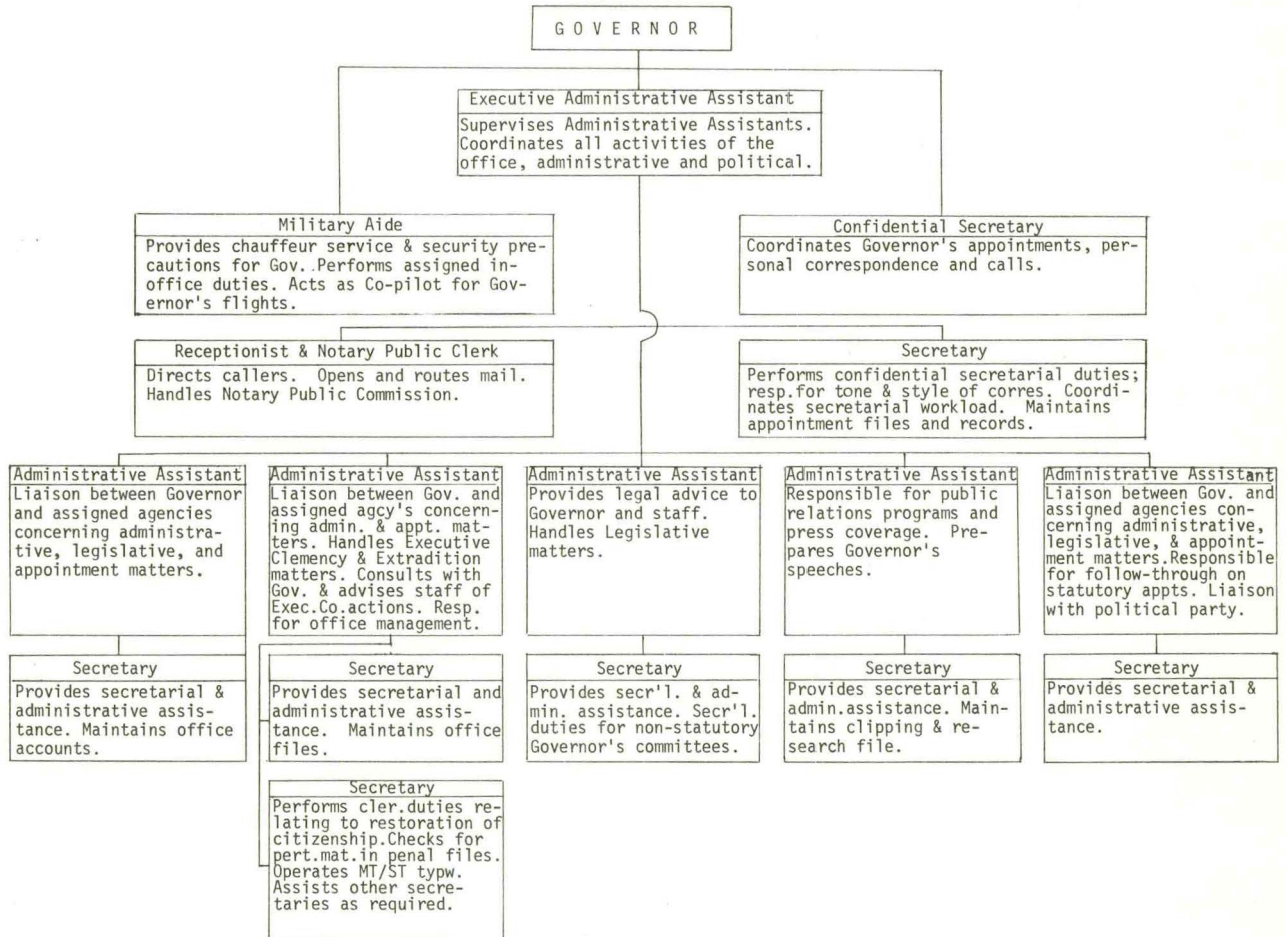 G O V E R N O R
Executive Administrative Assistant
Supervises Administrative Assistants.
Coordinates all activities of the
office, administrative and political.
Military Aide
Provides chauffeur service & security pre-
cautions for Gov. Performs assigned in-
office duties. Acts as Co-pilot for Gov-
ernor's flights.
Confidential Secretary
Coordinates Governor's appointments, per-
sonal correspondence and calls.
Receptionist & Notary Public Clerk
Directs callers. Opens and routes mail.
Handles Notary Public Commission.
Secretary
Performs confidential secretarial duties;
resp.for tone & style of corres. Coordi-
nates secretarial workload. Maintains
appointment files and records.
Administrative Assistant
Liaison between Governor
and assigned agencies
concerning administra-
tive, legislative, and
appointment matters.
Administrative Assistant
Liaison between Gov. and
assigned agcy's concern-
ing admin. & appt. mat-
ters. Handles Executive
Clemency & Extradition
matters. Consults with
Gov. & advises staff of
Exec.Co.actions. Resp.
for office management.
Administrative Assistant
Provides legal advice to
Governor and staff.
Handles Legislative
matters.
Administrative Assistant
Responsible for public
relations programs and
press coverage. Pre-
pares Governor's
speeches.
Administrative Assistant
Liaison between Gov. and
assigned agencies con-
cerning administrative,
legislative, & appoint-
ment matters.Responsible
for follow-through on
statutory appts. Liaison
with political party.
Secretary
Provides secretarial &
administrative assis-
tance. Maintains office
accounts.
Secretary
Provides secretarial and
administrative assis-
tance. Maintains office
files.
Secretary
Provides secr'l. & ad-
min. assistance. Secr'l.
duties for non-statutory
Governor's committees.
Secretary
Provides secretarial &
admin.assistance. Main-
tains clipping & re-
search file.
Secretary
Provides secretarial &
administrative assis-
tance.
Secretary
Performs cler.duties re-
lating to restoration of
citizenship.Checks for
pert.mat.in penal files.
Operates MT/ST typw.
Assists other secre-
taries as required.